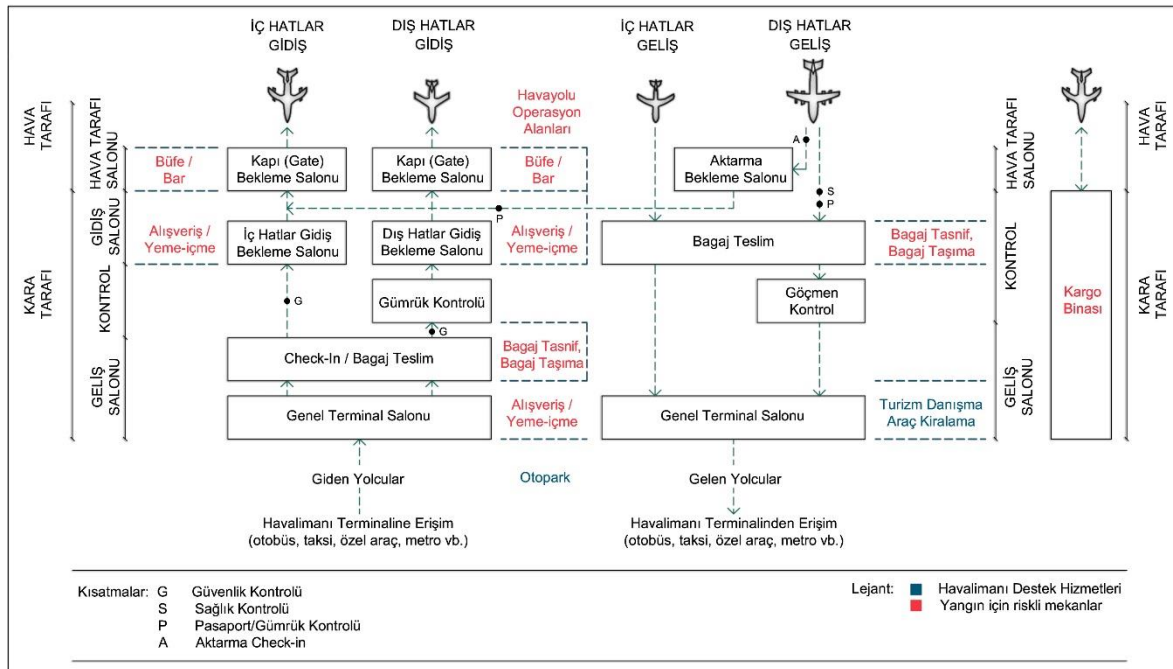 İÇ HATLAR
GİDİŞ
DIŞ HATLAR
GİDİŞ
İÇ HATLAR
GELİŞ
DIŞ HATLAR
GELİŞ
HAVA
TARAFI
HAVA TARAFI
SALONU
Büfe /
Bar
Kapı (Gate)
Bekleme Salonu
Kapı (Gate)
Bekleme Salonu
Havayolu
Operasyon
Alanları
Büfe /
Bar
A
Aktarma
Bekleme Salonu
S
P
HAVA TARAFI
SALONU
HAVA
TARAFI
P
GİDİŞ
SALONU
Alışveriş /
Yeme-içme
İç Hatlar Gidiş
Bekleme Salonu
Dış Hatlar Gidiş
Bekleme Salonu
Alışveriş /
Yeme-içme
Bagaj Teslim
Bagaj Tasnif,
Bagaj Taşıma
KONTROL
KARA
TARAFI
KONTROL
G
Gümrük Kontrolü
Göçmen
Kontrol
Kargo
Binası
KARA
TARAFI
G
Check-In / Bagaj Teslim
Bagaj Tasnif,
Bagaj Taşıma
GELİŞ
SALONU
Genel Terminal Salonu
Alışveriş /
Yeme-içme
Genel Terminal Salonu
Turizm Danışma
Araç Kiralama
GELİŞ
SALONU
Giden Yolcular
Otopark
Gelen Yolcular
Havalimanı Terminaline Erişim
(otobüs, taksi, özel araç, metro vb.)
Havalimanı Terminalinden Erişim
(otobüs, taksi, özel araç, metro vb.)
Kısatmalar: G Güvenlik Kontrolü
S Sağlık Kontrolü
P Pasaport/Gümrük Kontrolü
A Aktarma Check-in
Lejant: Havalimanı Destek Hizmetleri
Yangın için riskli mekanlar